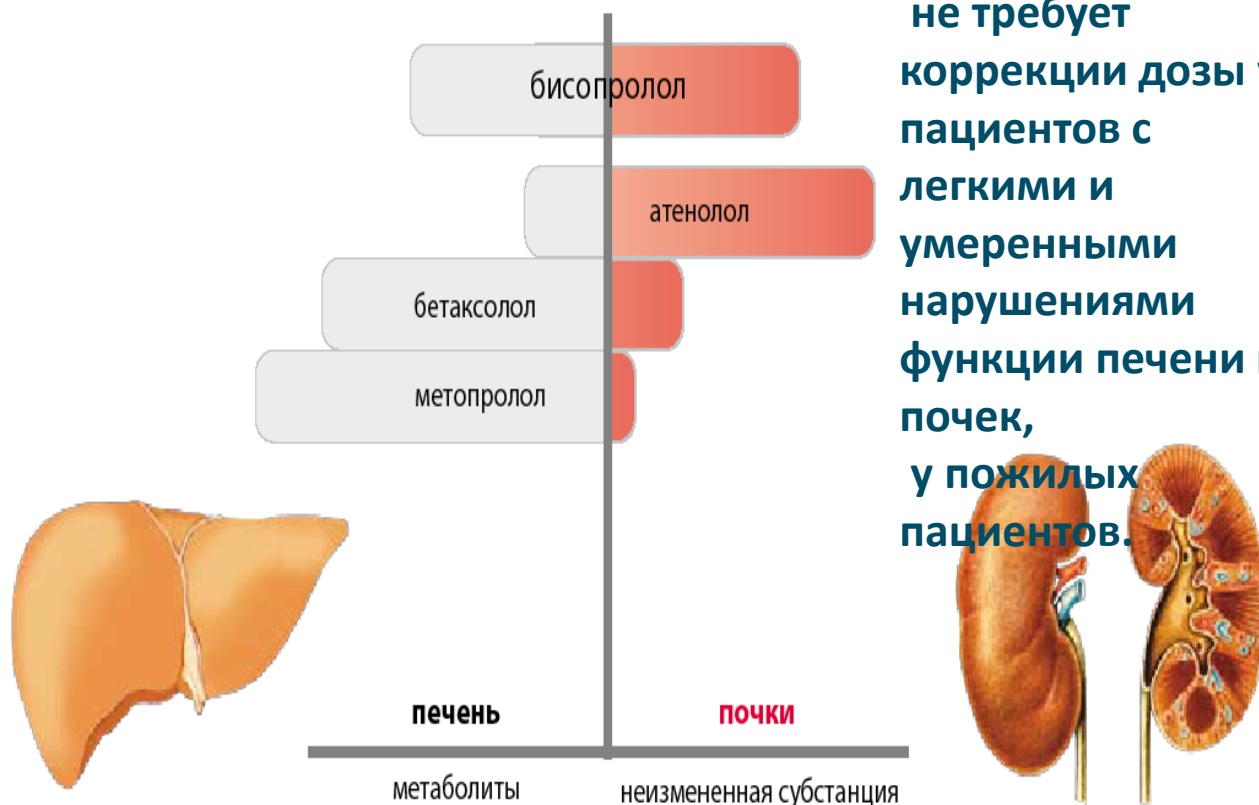 не требует
коррекции дозы
пациентов с
легкими и
умеренными
нарушениями
функции печени
почек,
у пожилых
пациентов.
бисопролол
атенолол
бетаксолол
метопролол
печень
почки
метаболиты
неизмененная субстанция